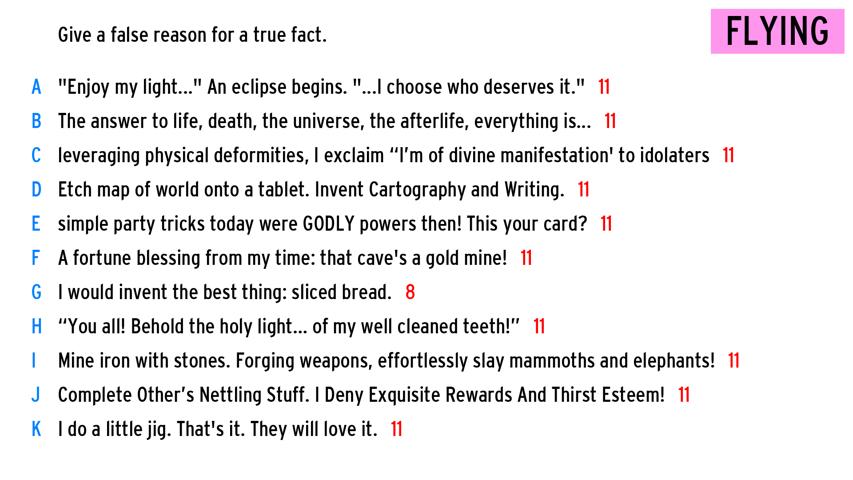 Give a false reason for a true fact.
FLYING
A "Enjoy my light..." An eclipse begins. "...I choose who deserves it." 11
B The answer to life, death, the universe, the afterlife, everything is... 11
C leveraging physical deformities, I exclaim “I’m of divine manifestation' to idolaters 11
D Etch map of world onto a tablet. Invent Cartography and Writing. 11
E simple party tricks today were GODLY powers then! This your card? 11
F A fortune blessing from my time: that cave's a gold mine! 11
G I would invent the best thing: sliced bread. 8
H “You all! Behold the holy light... of my well cleaned teeth!” 11
I Mine iron with stones. Forging weapons, effortlessly slay mammoths and elephants! 11
J Complete Other’s Nettling Stuff. I Deny Exquisite Rewards And Thirst Esteem! 11
K I do a little jig. That's it. They will love it. 11